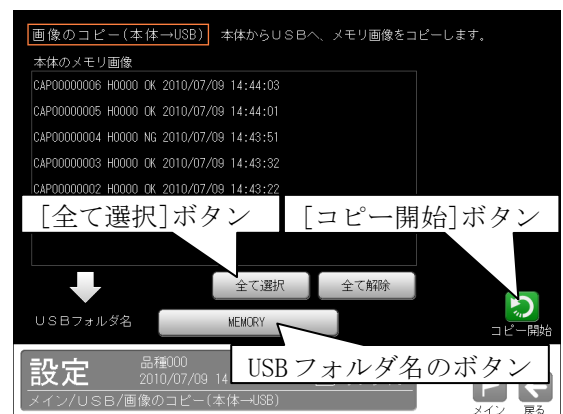 画像のコピー(本体→USB) 本体からUSBへ、メモリ画像をコピーします。
本体のメモリ画像
CAP00000006 H0000 OK 2010/07/09 14:44:03
CAP00000005 H0000 OK 2010/07/09 14:44:01
CAP00000004 H0000 NG 2010/07/09 14:43:51
CAP00000003 H0000 OK 2010/07/09 14:43:32
CAP00000002 H0000 OK 2010/07/09 14:43:22
[全て選択]ボタン [コピー開始]ボタン
全て選択 全て解除
USBフォルダ名 MEMORY コピー開始
USBフォルダ名のボタン
設定 品種000
2010/07/09 14
メイン/USB/画像のコピー(本体→USB)
メイン 戻る